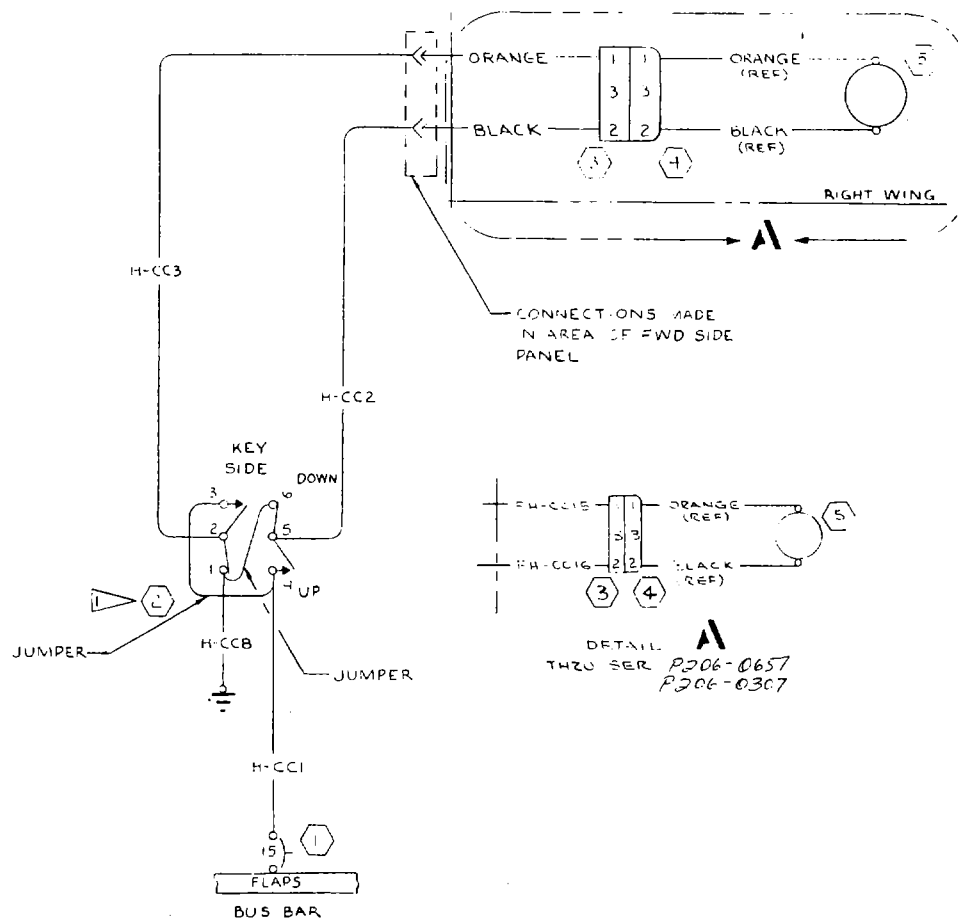 ORANGE
1 1
ORANGE
(REF)
5
3 3
BLACK
2 2
BLACK
(REF)
3
4
RIGHT WING
A
H-CC3
CONNECTIONS MADE
IN AREA OF FWD SIDE
PANEL
H-CC2
KEY
SIDE
DOWN
3
6
2
5
1
4
UP
1
2
JUMPER
H-CC8
JUMPER
H-CC1
15
1
FLAPS
BUS BAR
FH-CC15
1
ORANGE
(REF)
5
3 3
FH-CC16
2 2
BLACK
(REF)
3
4
DETAIL A
THRU SER P206-0657
P206-0307